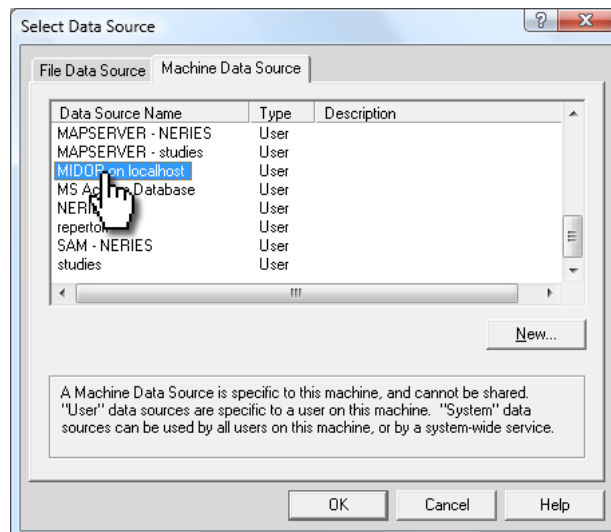 Select Data Source
File Data Source Machine Data Source
Data Source Name Type Description
MAPSERVER - NERIES User
MAPSERVER - studies User
MIDOP on localhost User
MS Database User
User
User
SAM - NERIES User
studies User
New...
A Machine Data Source is specific to this machine, and cannot be shared.
"User" data sources are specific to a user on this machine. "System" data
sources can be used by all users on this machine, or by a system-wide service.
OK Cancel Help